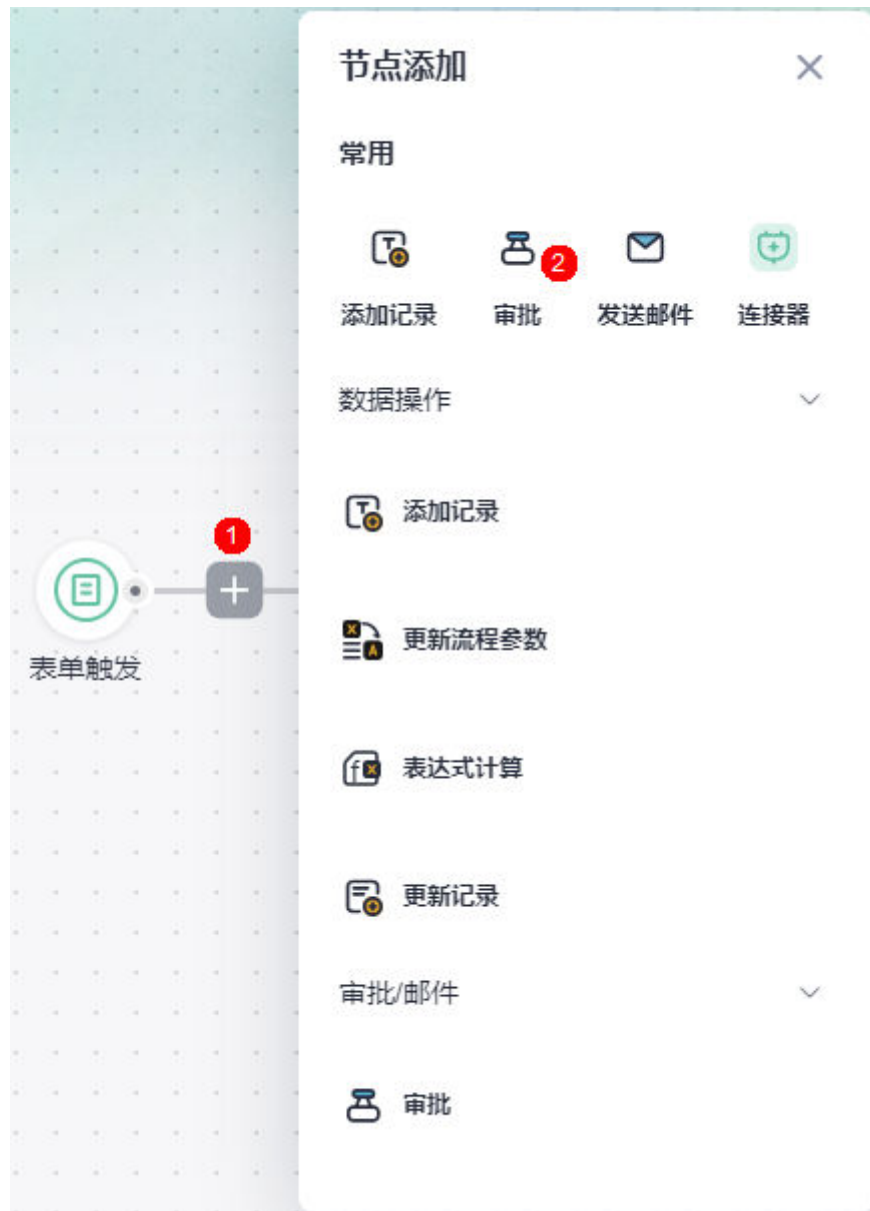 节点添加
常用
2
添加记录 审批 发送邮件 连接器
数据操作
添加记录
1
表单触发
更新流程参数
表达式计算
更新记录
审批/邮件
审批